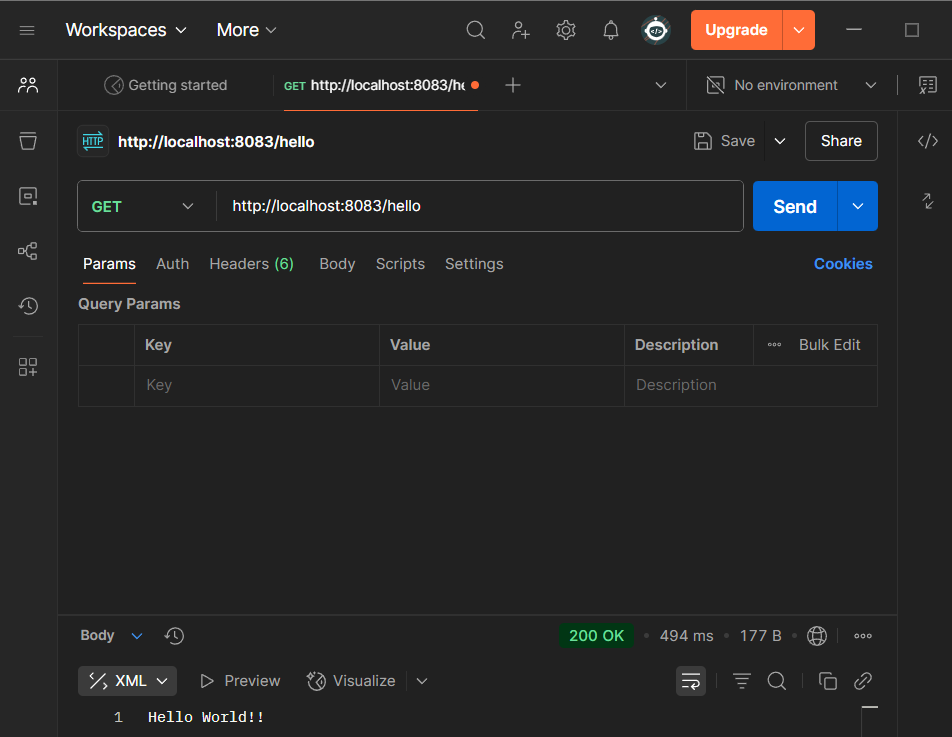 Workspaces More Upgrade
Getting started GET http://localhost:8083/he No environment
HTTP http://localhost:8083/hello Save Share
GET http://localhost:8083/hello Send
Params Auth Headers (6) Body Scripts Settings Cookies
Query Params
Key Value Description Bulk Edit
Key Value Description
Body 200 OK 494 ms 177 B
XML Preview Visualize
1 Hello World!!